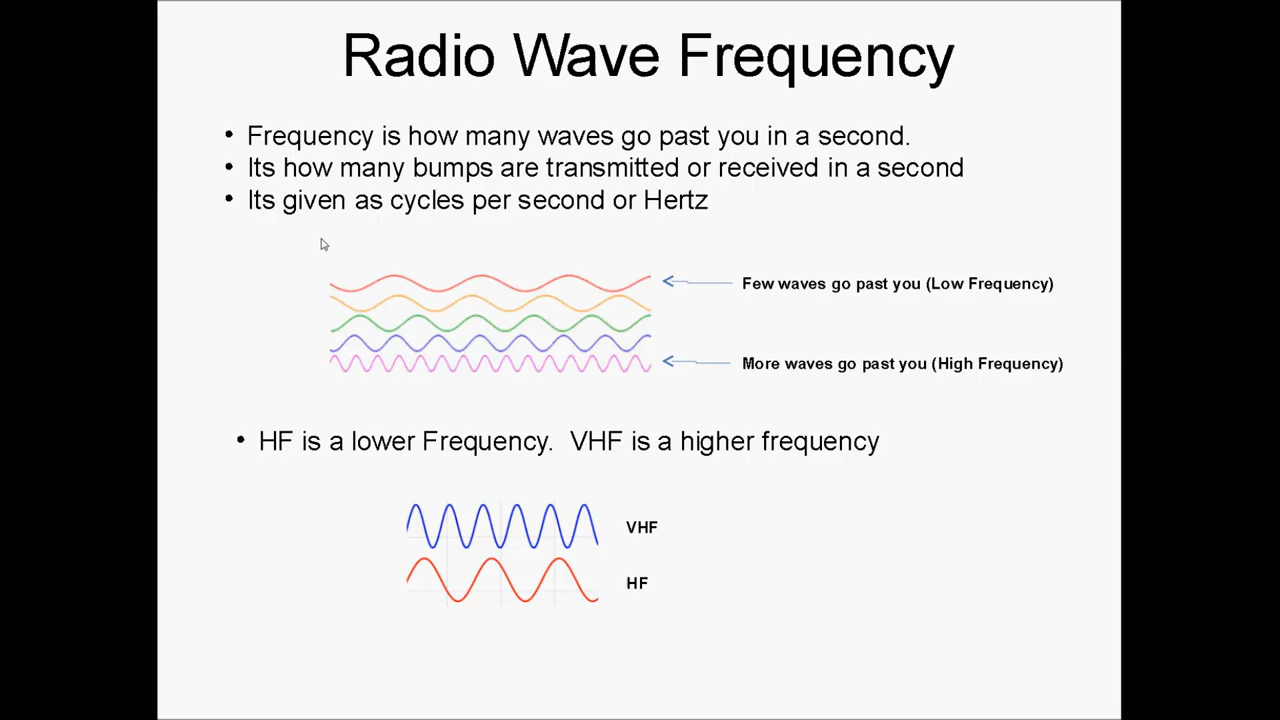 Radio Wave Frequency
• Frequency is how many waves go past you in a second.
• Its how many bumps are transmitted or received in a second
• Its given as cycles per second or Hertz
Few waves go past you (Low Frequency)
More waves go past you (High Frequency)
• HF is a lower Frequency.  VHF is a higher frequency
VHF
HF